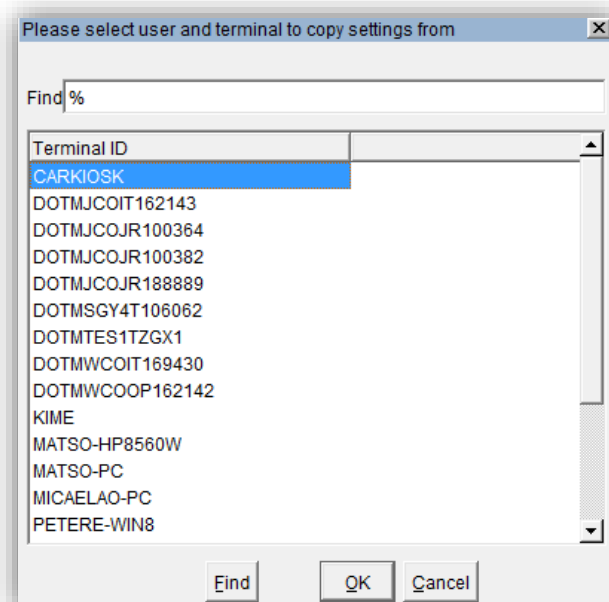 Please select user and terminal to copy settings from
Find %
Terminal ID
CARKIOSK
DOTMJCOIT162143
DOTMJCOJR100364
DOTMJCOJR100382
DOTMJCOJR188889
DOTMSGY4T106062
DOTMTES1TZGX1
DOTMWCOIT169430
DOTMWCOOP162142
KIME
MATSO-HP8560W
MATSO-PC
MICAELAO-PC
PETERE-WIN8
Find OK Cancel